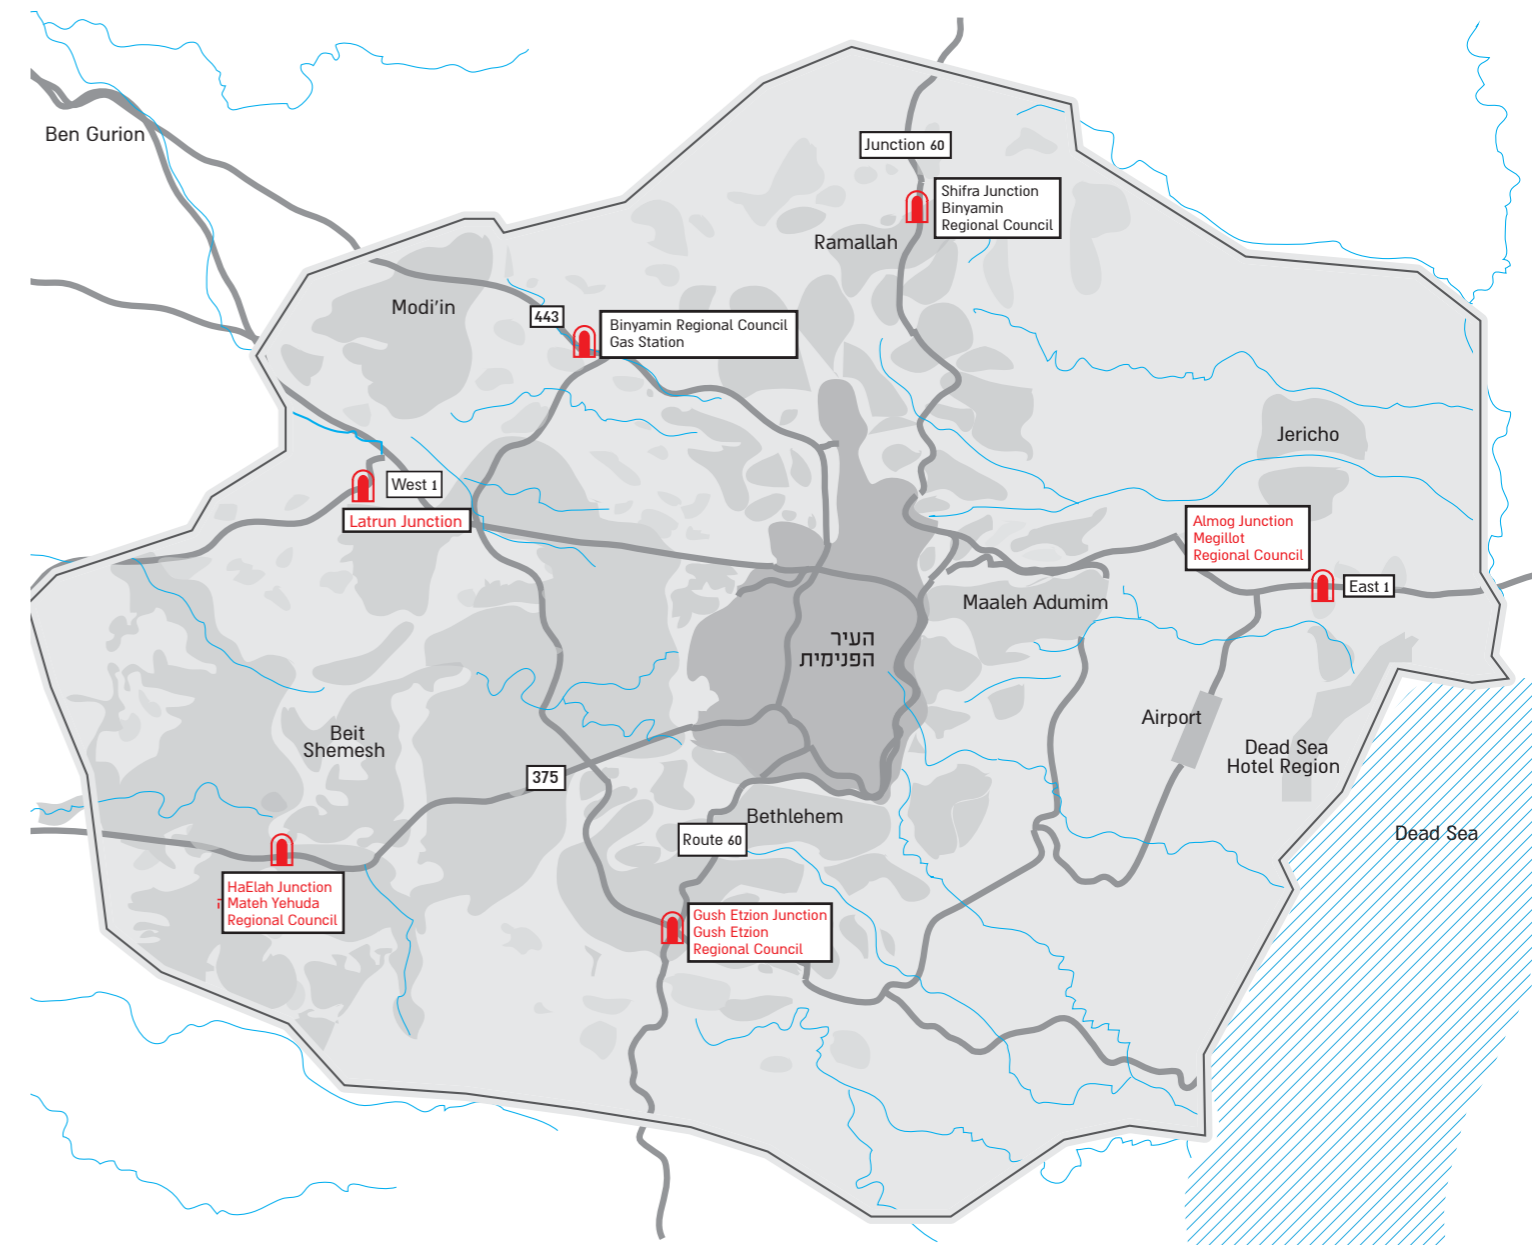 Ben Gurion
Junction 60
Shifra Junction
Binyamin
Regional Council
Ramallah
Modi'in
443
Binyamin Regional Council
Gas Station
Jericho
West 1
Latrun Junction
Almog Junction
Megillot
Regional Council
East 1
Maaleh Adumim
העיר
הפנימית
Airport
Beit
Shemesh
Dead Sea
Hotel Region
375
Bethlehem
Route 60
Dead Sea
HaElah Junction
Mateh Yehuda
Regional Council
ה
Gush Etzion Junction
Gush Etzion
Regional Council